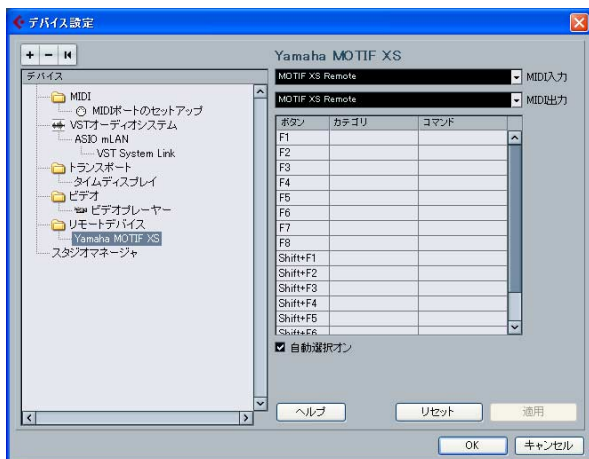 デバイス設定
Yamaha MOTIF XS
デバイス
MOTIF XS Remote
MIDI入力
MOTIF XS Remote
MIDI出力
MIDI
MIDIポートのセットアップ
VSTオーディオシステム
ASIO mLAN
VST System Link
トランスポート
タイムディスプレイ
ビデオ
ビデオプレーヤー
リモートデバイス
Yamaha MOTIF XS
スタジオマネージャ
ボタン カテゴリ コマンド
F1
F2
F3
F4
F5
F6
F7
F8
Shift+F1
Shift+F2
Shift+F3
Shift+F4
Shift+F5
Shift+F6
自動選択オン
ヘルプ リセット 適用
OK キャンセル